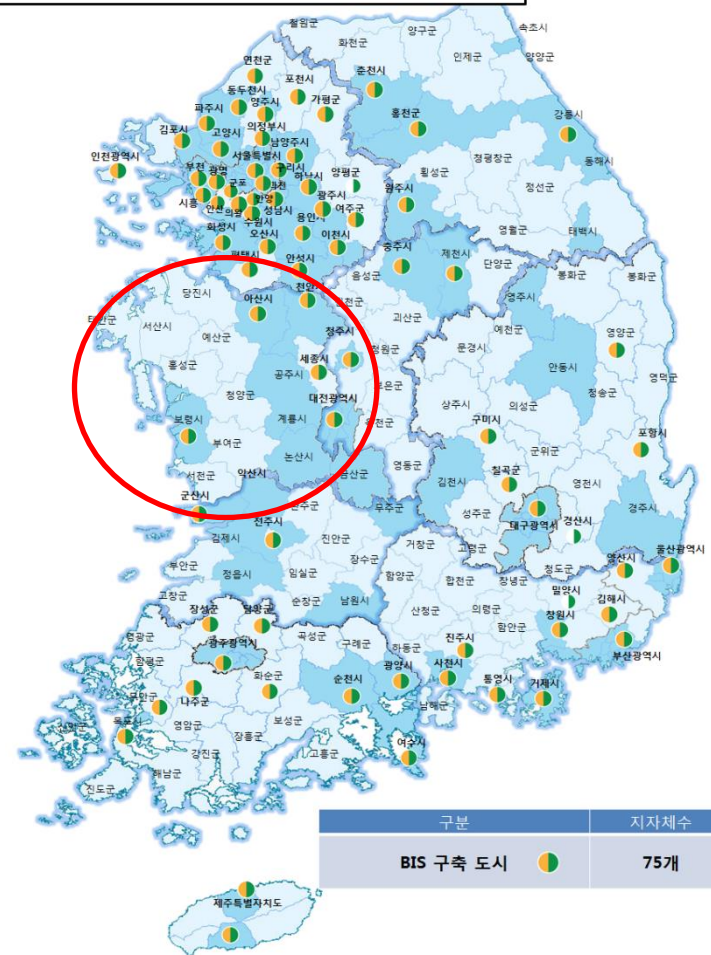 철원군
양구군
속초시
화천군
인제군
양양군
연천군
포천시
춘천시
동두천시
양주시
가평군
파주시
홍천군
강릉시
김포시
고양시
의정부시
남양주시
인천광역시
서울특별시
구리시
양평군
횡성군
동해시
부천
광명
하남시
정선군
시흥
군포
광주시
원주시
안산
의왕
안양
성남시
여주군
영월군
태백시
수원시
용인시
화성시
오산시
이천시
충주시
제천시
단양군
평택시
안성시
음성군
봉화군
봉화군
당진시
아산시
천안시
괴산군
영주시
서산시
예산군
청주시
문경시
예천군
영양군
홍성군
세종시
청원군
안동시
청양군
공주시
보은군
상주시
의성군
청송군
영덕군
보령시
계룡시
대전광역시
구미시
부여군
논산시
영동군
군위군
포항시
서천군
익산시
금산군
김천시
칠곡군
영천시
군산시
무주군
성주군
대구광역시
경산시
경주시
김제시
전주시
진안군
거창군
고령군
청도군
울산광역시
부안군
정읍시
임실군
장수군
함양군
합천군
창녕군
밀양시
양산시
고창군
순창군
남원시
산청군
의령군
김해시
장성군
담양군
곡성군
구례군
하동군
진주시
함안군
창원시
부산광역시
영광군
광주광역시
함평군
화순군
순천시
광양시
사천시
통영시
거제시
무안군
나주군
보성군
남해군
목포시
영암군
장흥군
여수시
강진군
고흥군
해남군
진도군
구분 지자체수
BIS 구축 도시 75개
제주특별자치도